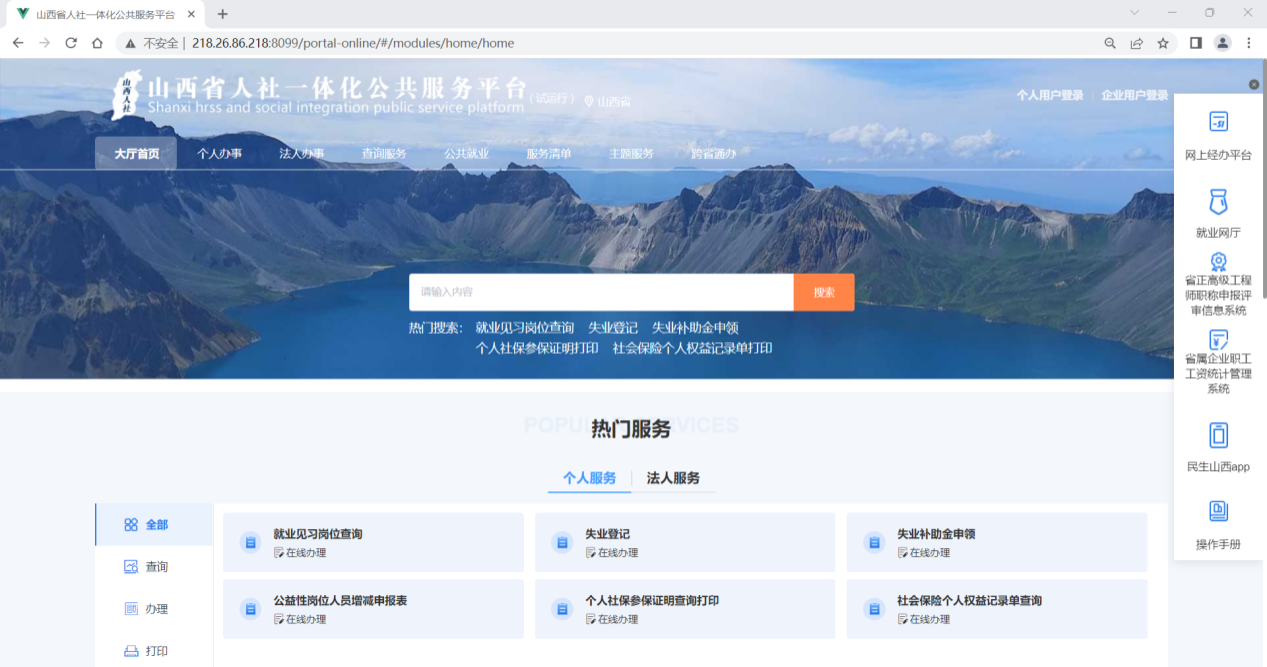 山西省人社一体化公共服务平台
不安全
218.26.86.218:8099/portal-online/#/modules/home/home
山西人社
山西省人社一体化公共服务平台
(试运行)
山西省
Shanxi hrss and social integration public service platform
个人用户登录
企业用户登录
大厅首页
个人办事
法人办事
查询服务
公共就业
服务清单
主题服务
跨省通办
请输入内容
搜索
热门搜索:
就业见习岗位查询
失业登记
失业补助金申领
个人社保参保证明打印
社会保险个人权益记录单打印
网上经办平台
就业网厅
省正高级工程
师职称申报评
审信息系统
省属企业职工
工资统计管理
系统
民生山西app
操作手册
热门服务
个人服务
法人服务
全部
查询
办理
打印
就业见习岗位查询
在线办理
失业登记
在线办理
失业补助金申领
在线办理
公益性岗位人员增减申报表
在线办理
个人社保参保证明查询打印
在线办理
社会保险个人权益记录单查询
在线办理